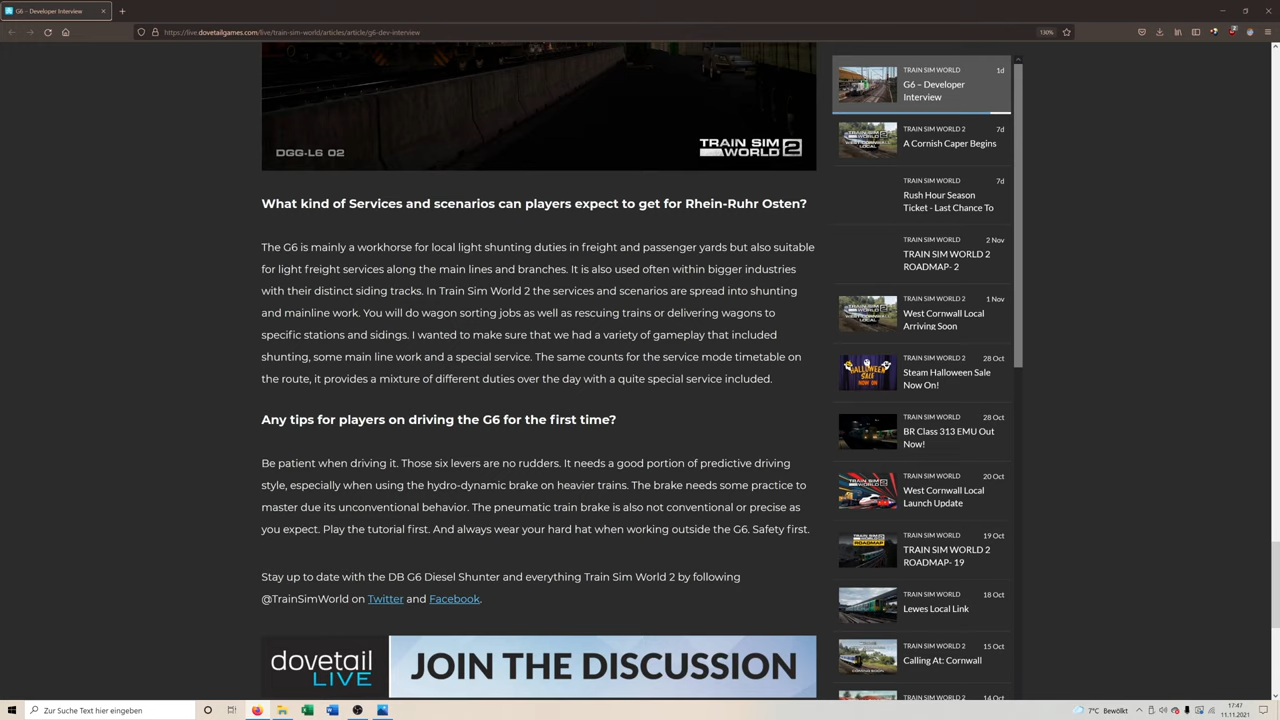 G6 – Developer Interview
https://live.dovetailgames.com/live/train-sim-world/articles/article/g6-dev-interview
130%
DGG-L6 02
TRAIN SIM
WORLD 2
What kind of Services and scenarios can players expect to get for Rhein-Ruhr Osten?
The G6 is mainly a workhorse for local light shunting duties in freight and passenger yards but also suitable
for light freight services along the main lines and branches. It is also used often within bigger industries
with their distinct siding tracks. In Train Sim World 2 the services and scenarios are spread into shunting
and mainline work. You will do wagon sorting jobs as well as rescuing trains or delivering wagons to
specific stations and sidings. I wanted to make sure that we had a variety of gameplay that included
shunting, some main line work and a special service. The same counts for the service mode timetable on
the route, it provides a mixture of different duties over the day with a quite special service included.
Any tips for players on driving the G6 for the first time?
Be patient when driving it. Those six levers are no rudders. It needs a good portion of predictive driving
style, especially when using the hydro-dynamic brake on heavier trains. The brake needs some practice to
master due its unconventional behavior. The pneumatic train brake is also not conventional or precise as
you expect. Play the tutorial first. And always wear your hard hat when working outside the G6. Safety first.
Stay up to date with the DB G6 Diesel Shunter and everything Train Sim World 2 by following
@TrainSimWorld on Twitter and Facebook.
dovetail
LIVE
JOIN THE DISCUSSION
TRAIN SIM WORLD 1d
G6 – Developer
Interview
TRAIN SIM WORLD 2 7d
A Cornish Caper Begins
TRAIN SIM WORLD 7d
Rush Hour Season
Ticket - Last Chance To
TRAIN SIM WORLD 2 Nov
TRAIN SIM WORLD 2
ROADMAP- 2
TRAIN SIM WORLD 2 1 Nov
West Cornwall Local
Arriving Soon
TRAIN SIM WORLD 2 28 Oct
Steam Halloween Sale
Now On!
TRAIN SIM WORLD 28 Oct
BR Class 313 EMU Out
Now!
TRAIN SIM WORLD 2 20 Oct
West Cornwall Local
Launch Update
TRAIN SIM WORLD 19 Oct
TRAIN SIM WORLD 2
ROADMAP- 19
TRAIN SIM WORLD 18 Oct
Lewes Local Link
TRAIN SIM WORLD 2 15 Oct
Calling At: Cornwall
TRAIN SIM WORLD 2 14 Oct
Zur Suche Text hier eingeben
7°C Bewölkt
17:47
11.11.2021